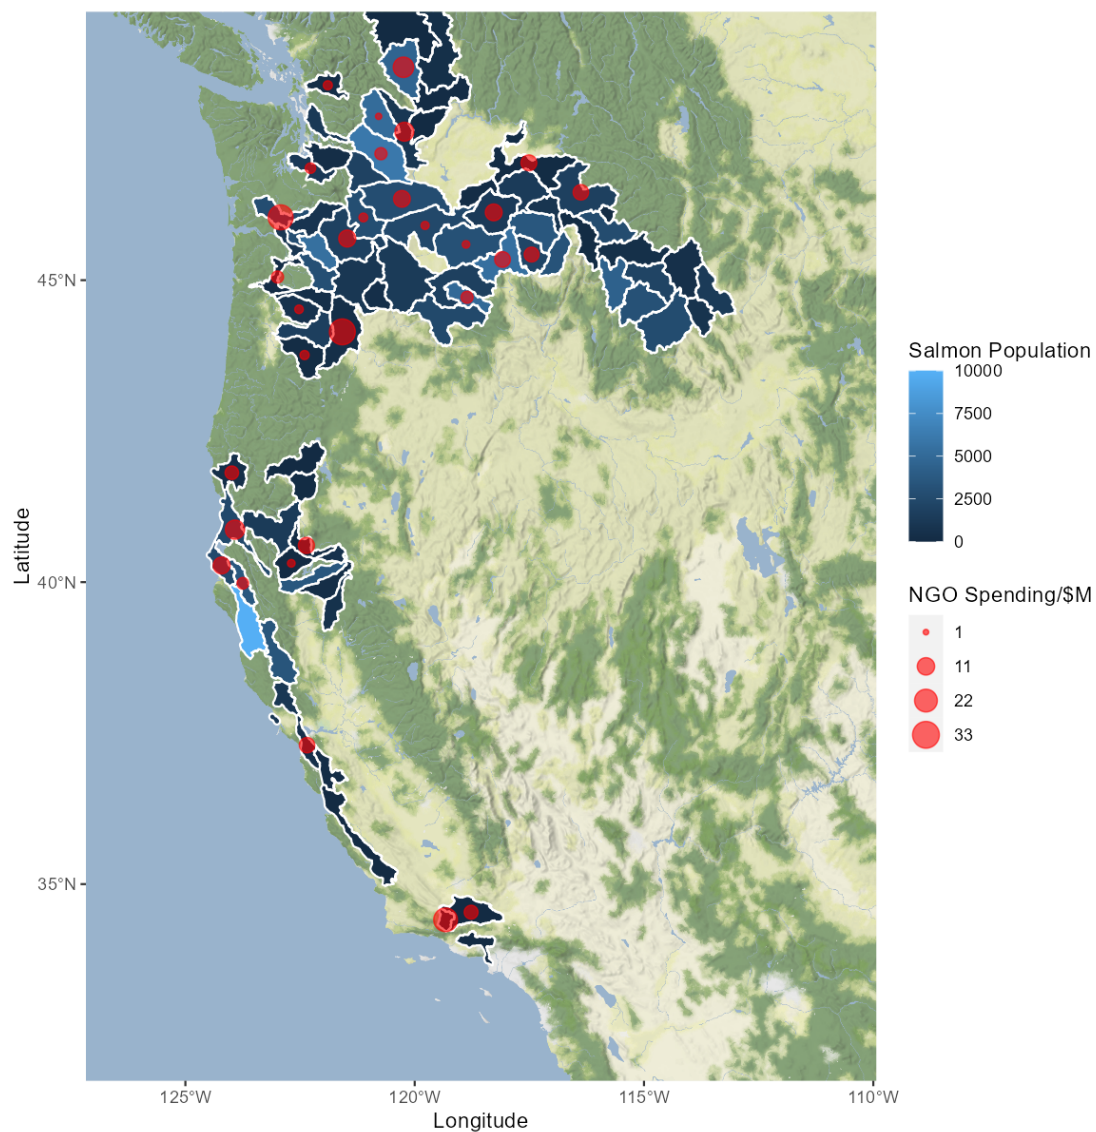 45°N
40°N
35°N
Latitude
125°W
120°W
115°W
110°W
Longitude
Salmon Population
10000
7500
5000
2500
0
NGO Spending/$M
1
11
22
33